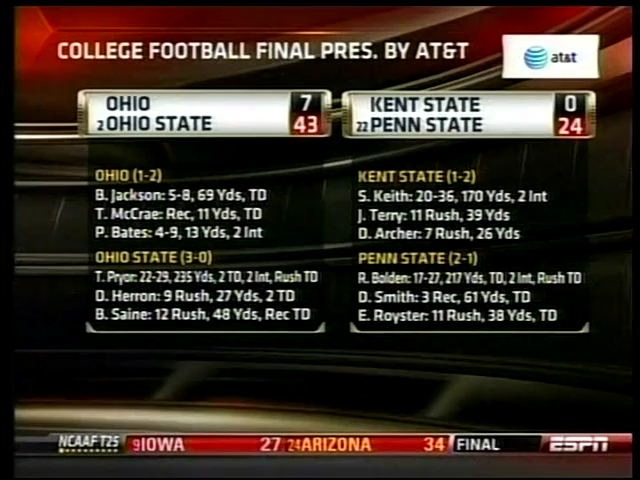 COLLEGE FOOTBALL FINAL PRES. BY AT&T
at&t
OHIO 7
2 OHIO STATE 43
KENT STATE 0
22 PENN STATE 24
OHIO (1-2)
B. Jackson: 5-8, 69 Yds, TD
T. McCrae: Rec, 11 Yds, TD
P. Bates: 4-9, 13 Yds, 2 Int
OHIO STATE (3-0)
T. Pryor: 22-29, 235 Yds, 2 TD, 2 Int, Rush TD
D. Herron: 9 Rush, 27 Yds, 2 TD
B. Saine: 12 Rush, 48 Yds, Rec TD
KENT STATE (1-2)
S. Keith: 20-36, 170 Yds, 2 Int
J. Terry: 11 Rush, 39 Yds
D. Archer: 7 Rush, 26 Yds
PENN STATE (2-1)
R. Bolden: 17-27, 217 Yds, TD, 2 Int, Rush TD
D. Smith: 3 Rec, 61 Yds, TD
E. Royster: 11 Rush, 38 Yds, TD
NCAAF T25 9 IOWA 27 24 ARIZONA 34 FINAL ESPN